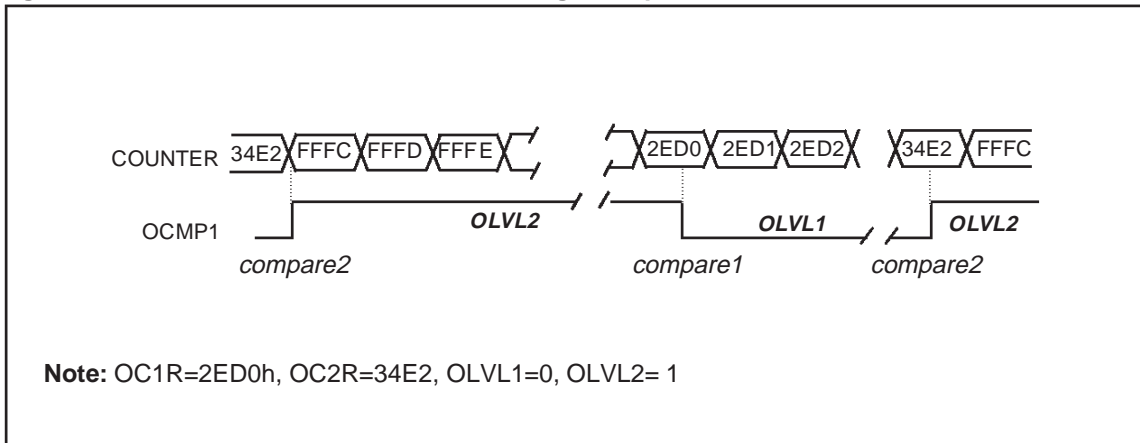 COUNTER 34E2 FFFC FFFD FFFE 2ED0 2ED1 2ED2 34E2 FFFC
OCMP1 OLVL2 OLVL1 OLVL2
compare2 compare1 compare2
Note: OC1R=2ED0h, OC2R=34E2, OLVL1=0, OLVL2= 1